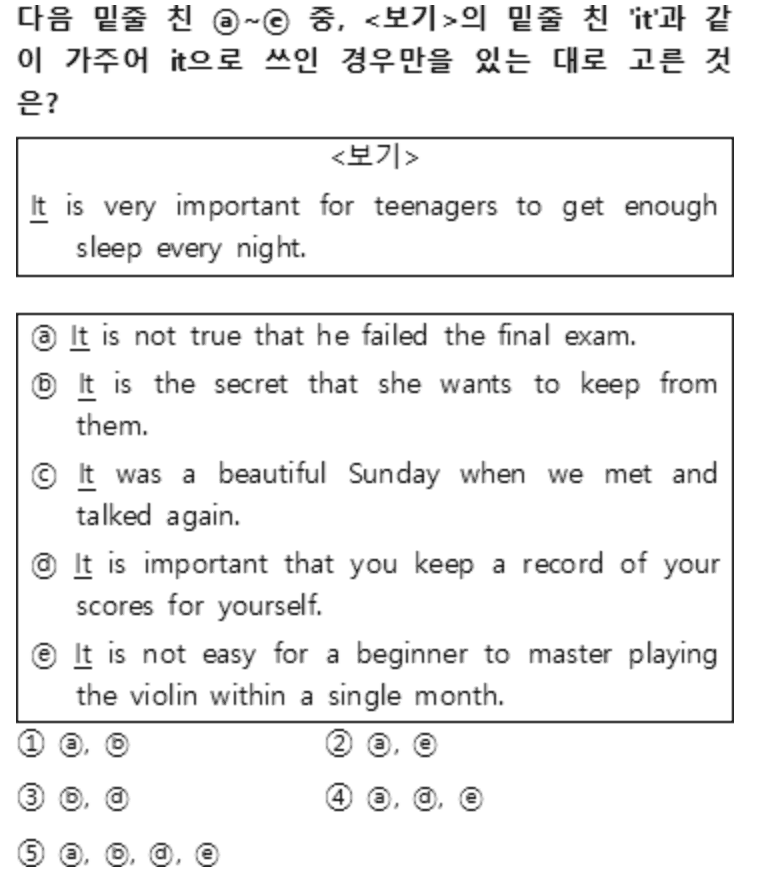 다음 밑줄 친 ⓐ~ⓔ 중, <보기>의 밑줄 친 'it'과 같
이 가주어 it으로 쓰인 경우만을 있는 대로 고른 것
은?
<보기>
It is very important for teenagers to get enough
sleep every night.
ⓐ It is not true that he failed the final exam.
ⓑ It is the secret that she wants to keep from
them.
ⓒ It was a beautiful Sunday when we met and
talked again.
ⓓ It is important that you keep a record of your
scores for yourself.
ⓔ It is not easy for a beginner to master playing
the violin within a single month.
① ⓐ, ⓑ ② ⓐ, ⓔ
③ ⓑ, ⓓ ④ ⓐ, ⓓ, ⓔ
⑤ ⓐ, ⓑ, ⓓ, ⓔ